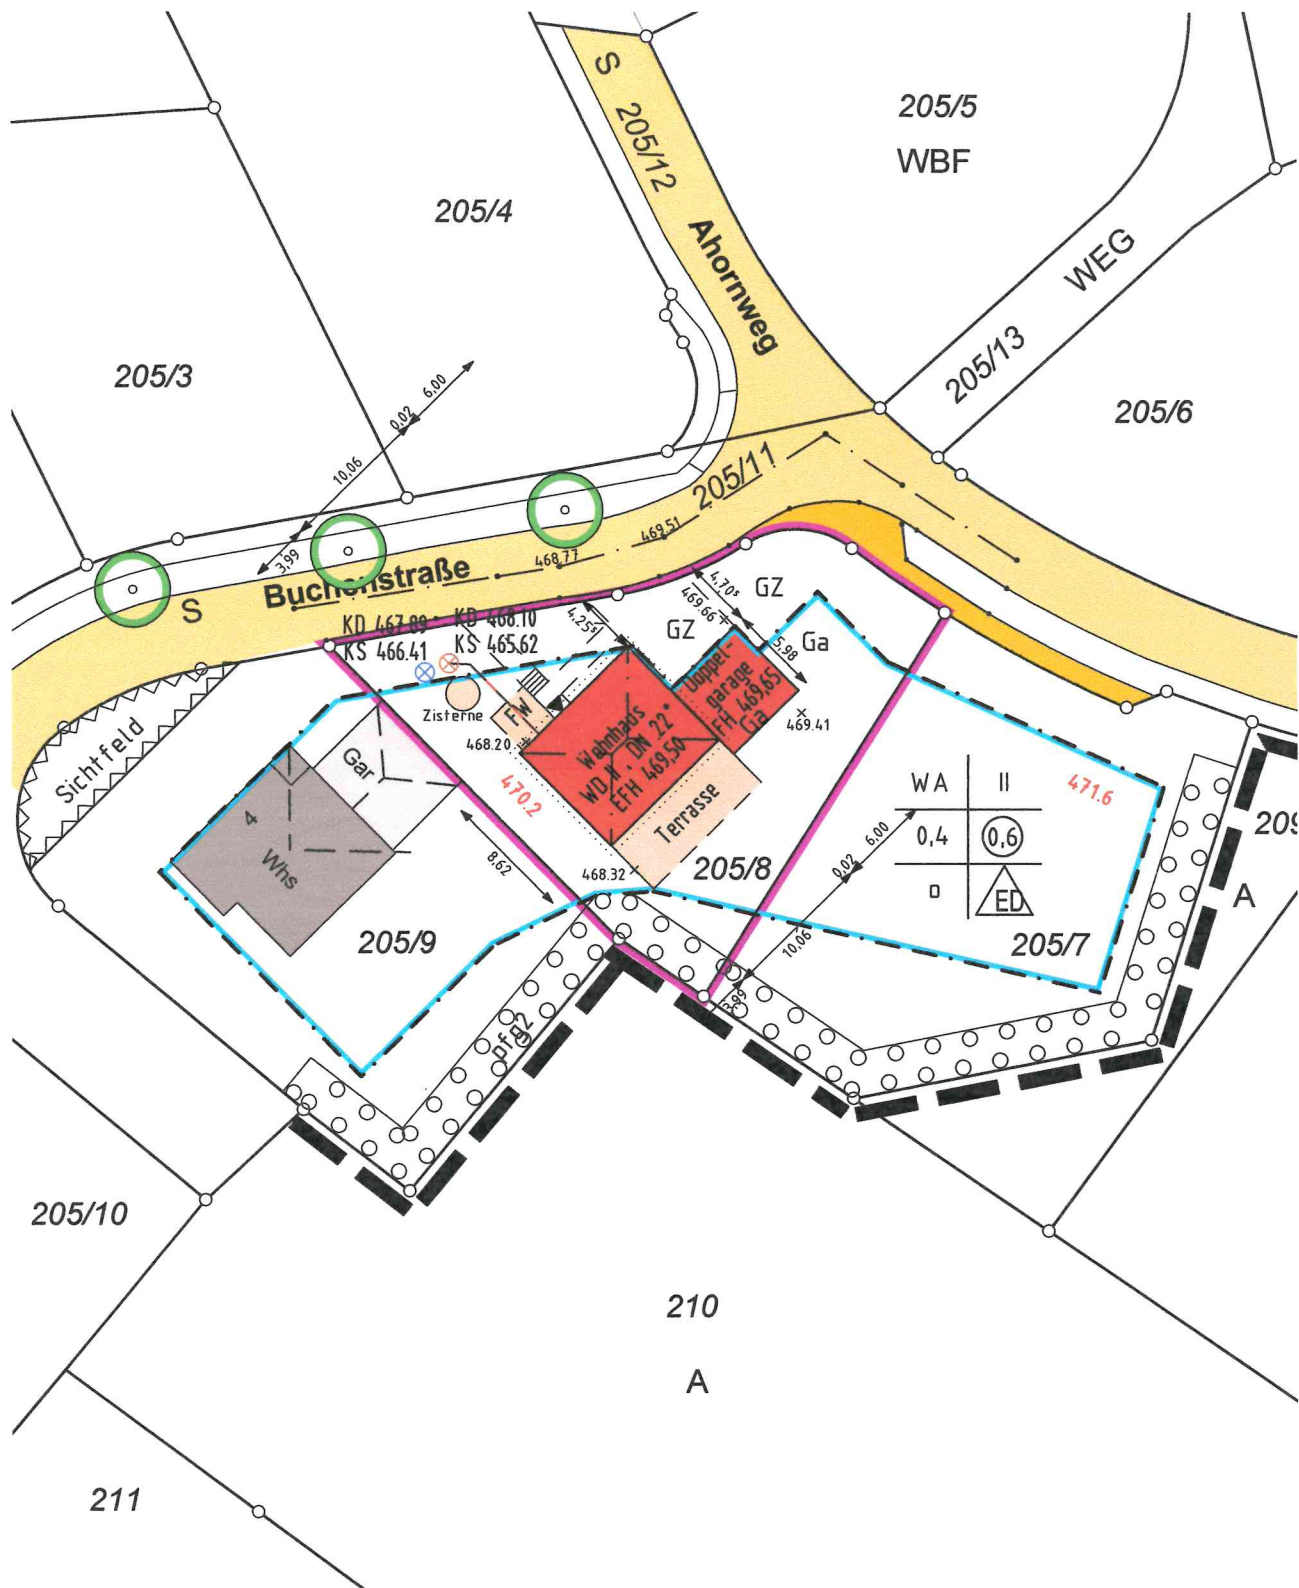 S
205/12
Ahornweg
205/5
WBF
205/4
WEG
205/13
205/3
205/6
6,00
0,02
10,06
3,99
205/11
469.51
468.77
Buchenstraße
S
KD 467.89
KS 466.41
KD 468.10
KS 465.62
4,70⁵
469.66
GZ
GZ
4,25⁵
5,98
Ga
Zisterne
FW
468.20
Wohnhaus
WD II · DN 22°
EFH 469,50
Doppel-
garage
FH 469,65
Ga
469.41
Terrasse
470.2
468.32
205/8
Sichtfeld
Gar
4
Whs
8,62
205/9
WA
II
0,4
0,6
o
ED
471.6
6,00
0,02
10,06
3,99
205/7
209
A
pfg2
205/10
210
A
211